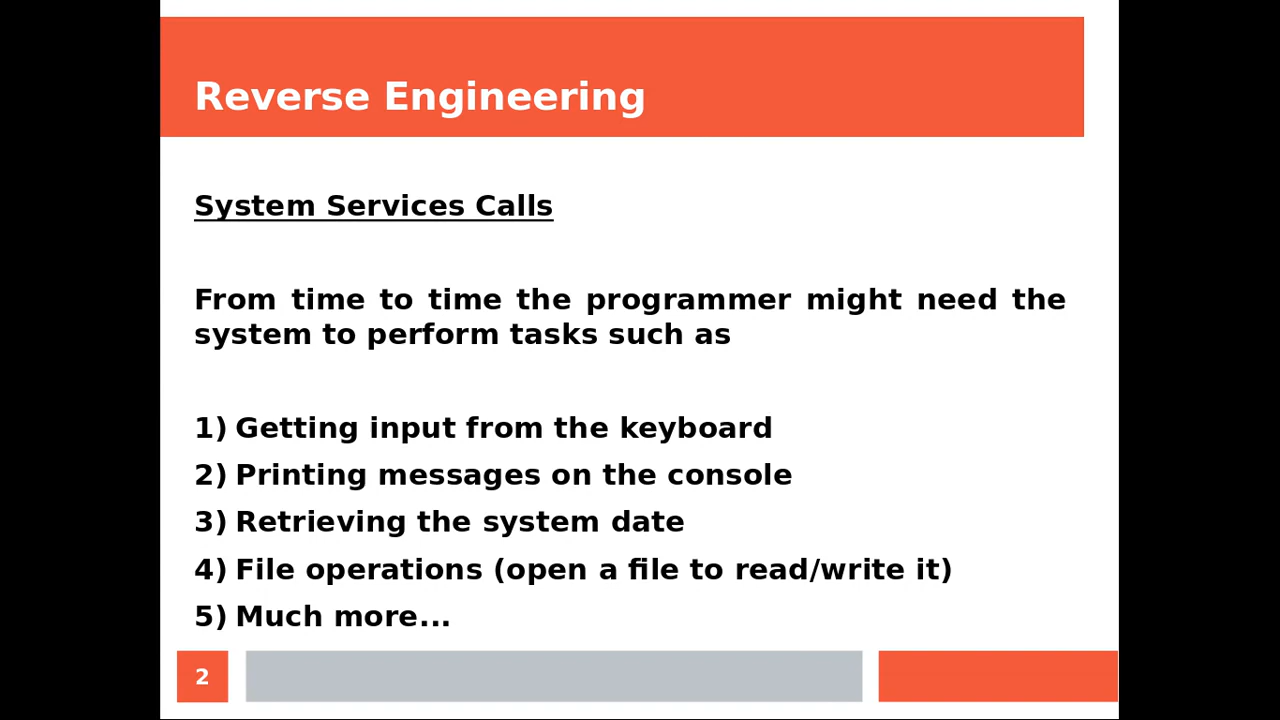 Reverse Engineering
System Services Calls
From time to time the programmer might need the
system to perform tasks such as
1) Getting input from the keyboard
2) Printing messages on the console
3) Retrieving the system date
4) File operations (open a file to read/write it)
5) Much more...
2